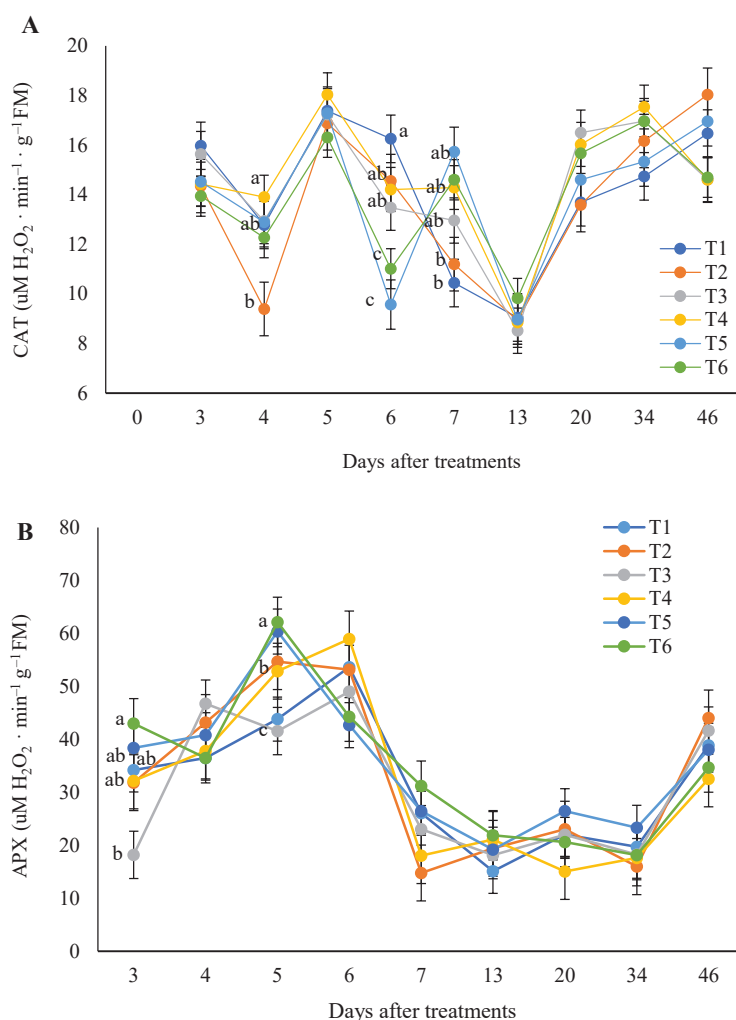 A
20
18
16
14
12
10
8
6
CAT (uM H₂O₂ · min⁻¹ · g⁻¹FM)
a
ab
b
a
ab
ab
c
c
ab
ab
ab
b
b
T1
T2
T3
T4
T5
T6
0 3 4 5 6 7 13 20 34 46
Days after treatments
B
80
70
60
50
40
30
20
10
0
APX (uM H₂O₂ · min⁻¹ g⁻¹FM)
a
ab ab
ab
b
a
b
c
T1
T2
T3
T4
T5
T6
3 4 5 6 7 13 20 34 46
Days after treatments